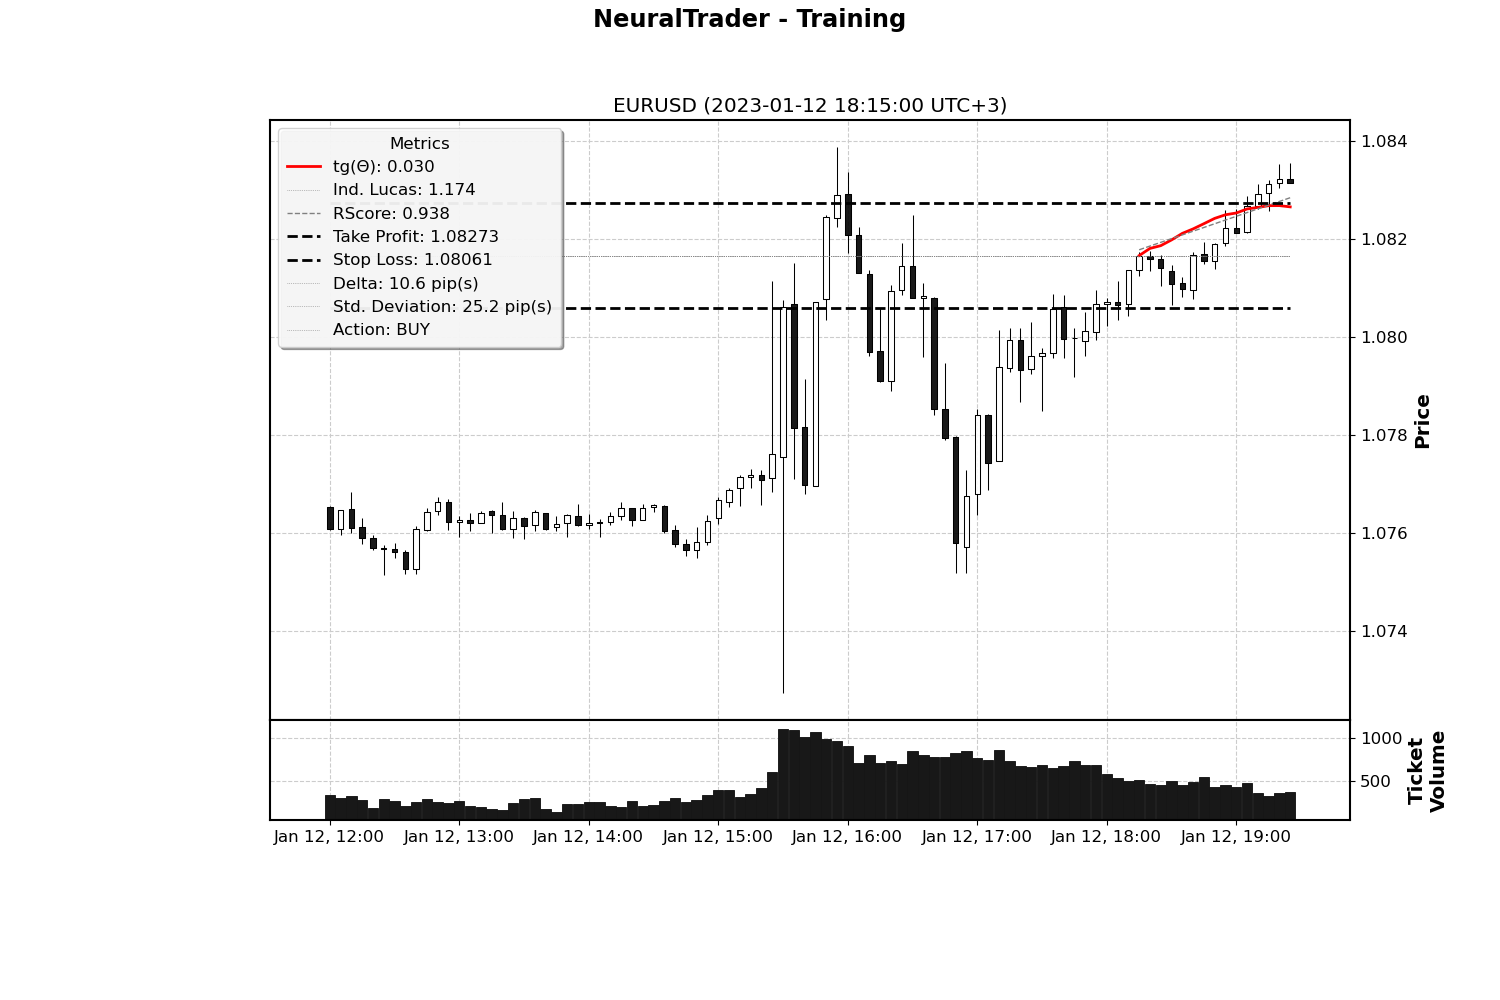 NeuralTrader - Training
EURUSD (2023-01-12 18:15:00 UTC+3)
Metrics
tg(Θ): 0.030
Ind. Lucas: 1.174
RScore: 0.938
Take Profit: 1.08273
Stop Loss: 1.08061
Delta: 10.6 pip(s)
Std. Deviation: 25.2 pip(s)
Action: BUY
1.084
1.082
1.080
1.078
1.076
1.074
Price
1000
500
Ticket
Volume
Jan 12, 12:00
Jan 12, 13:00
Jan 12, 14:00
Jan 12, 15:00
Jan 12, 16:00
Jan 12, 17:00
Jan 12, 18:00
Jan 12, 19:00